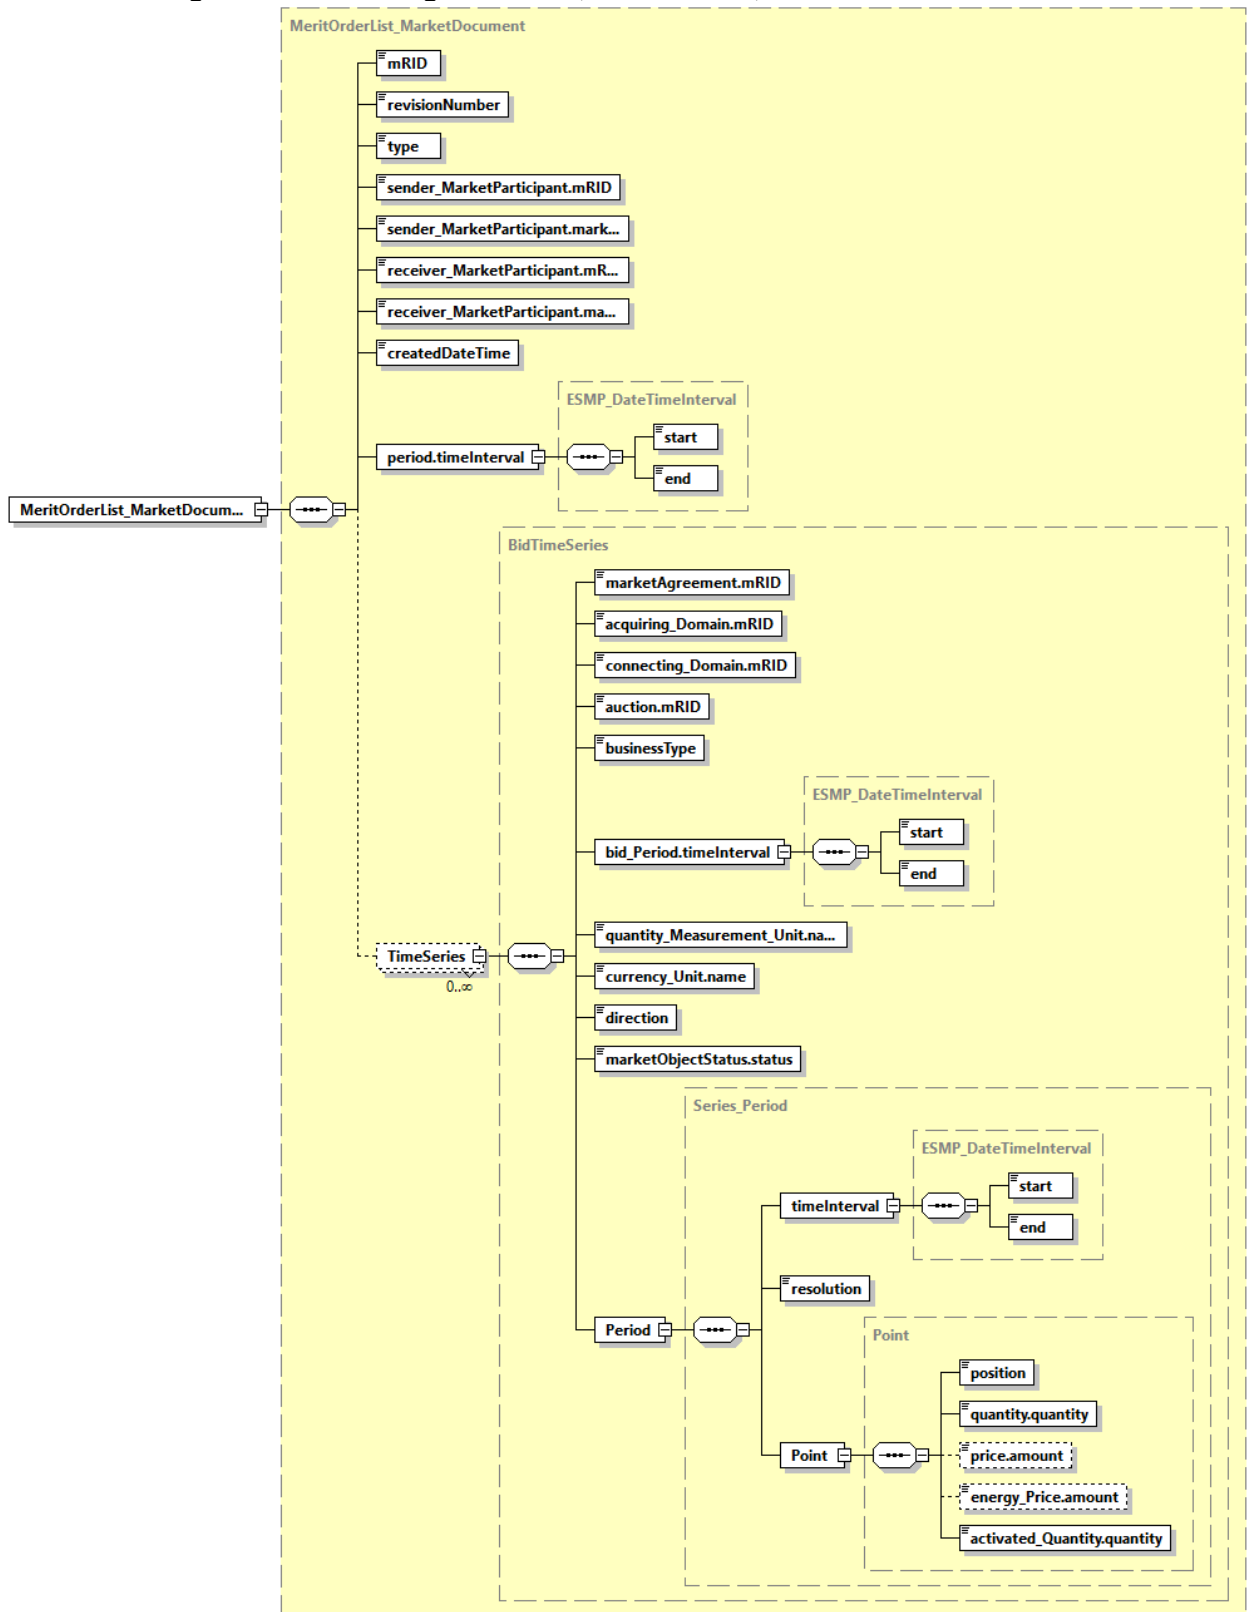 MeritOrderList_MarketDocument
mRID
revisionNumber
type
sender_MarketParticipant.mRID
sender_MarketParticipant.mark...
receiver_MarketParticipant.mR...
receiver_MarketParticipant.ma...
createdDateTime
ESMP_DateTimeInterval
start
period.timeInterval
end
MeritOrderList_MarketDocum...
BidTimeSeries
marketAgreement.mRID
acquiring_Domain.mRID
connecting_Domain.mRID
auction.mRID
businessType
ESMP_DateTimeInterval
start
bid_Period.timeInterval
end
quantity_Measurement_Unit.na...
TimeSeries
0..∞
currency_Unit.name
direction
marketObjectStatus.status
Series_Period
ESMP_DateTimeInterval
start
timeInterval
end
resolution
Period
Point
position
quantity.quantity
Point
price.amount
energy_Price.amount
activated_Quantity.quantity